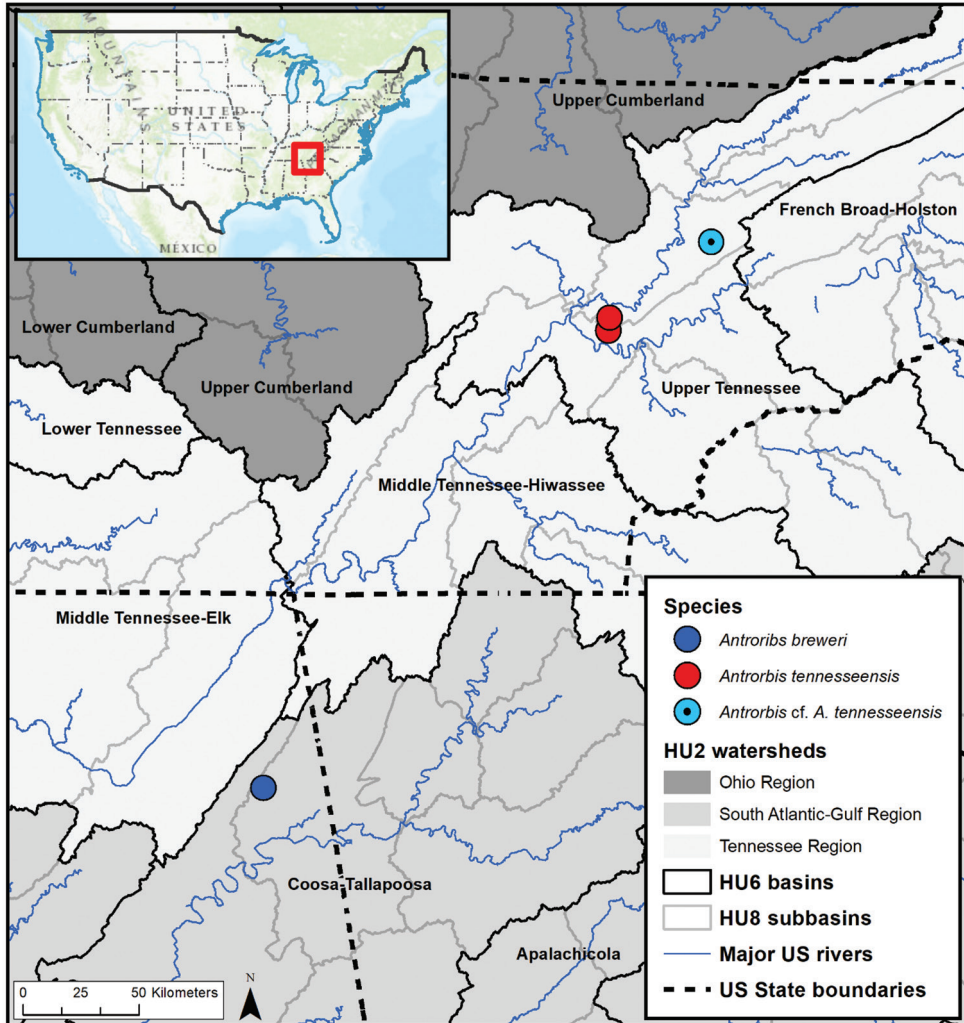 MOUNTAINS
UNITED
STATES
APPALACHIAN MTS
MÉXICO
Upper Cumberland
French Broad-Holston
Lower Cumberland
Upper Cumberland
Upper Tennessee
Lower Tennessee
Middle Tennessee-Hiwassee
Middle Tennessee-Elk
Coosa-Tallapoosa
Apalachicola
Species
Antroribs breweri
Antrorbis tennesseensis
Antrorbis cf. A. tennesseensis
HU2 watersheds
Ohio Region
South Atlantic-Gulf Region
Tennessee Region
HU6 basins
HU8 subbasins
Major US rivers
US State boundaries
N
0 25 50 Kilometers